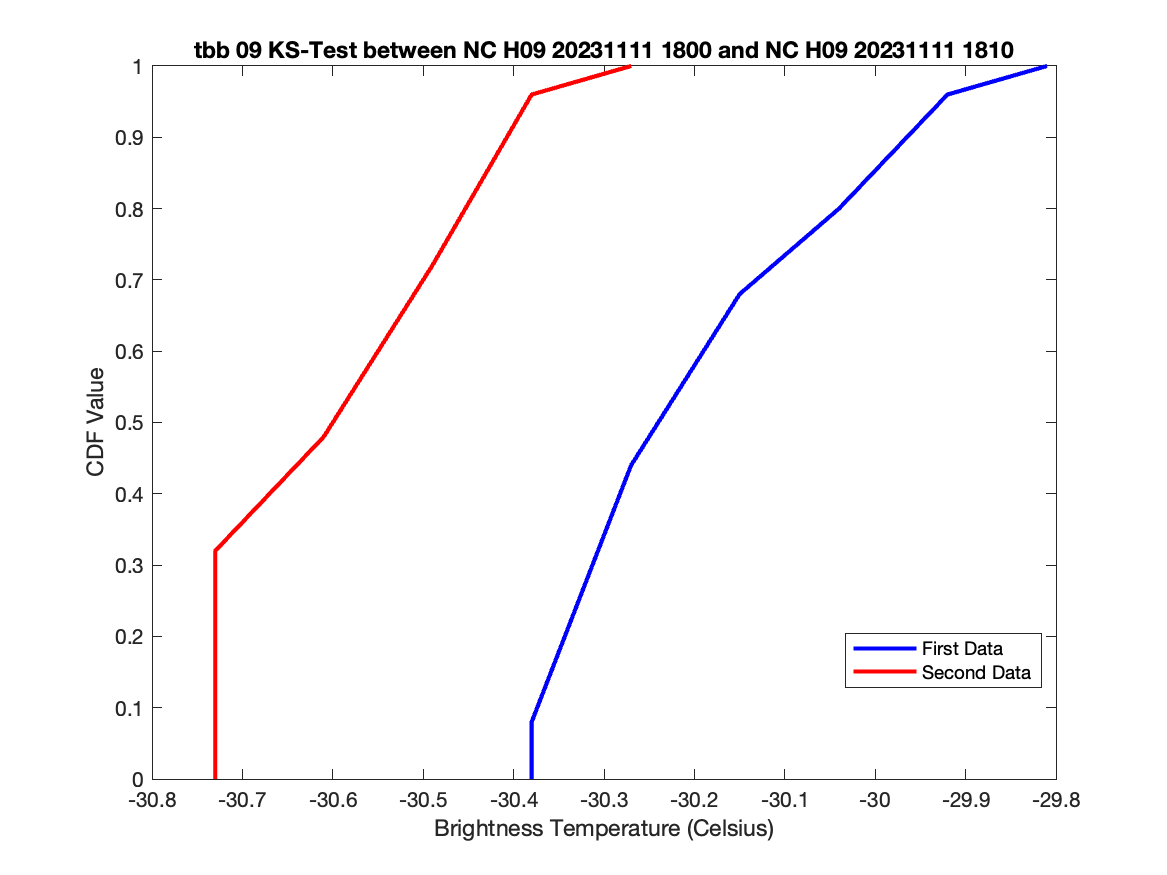 tbb 09 KS-Test between NC H09 20231111 1800 and NC H09 20231111 1810
1
0.9
0.8
0.7
0.6
0.5
0.4
0.3
0.2
0.1
0
CDF Value
First Data
Second Data
-30.8 -30.7 -30.6 -30.5 -30.4 -30.3 -30.2 -30.1 -30 -29.9 -29.8
Brightness Temperature (Celsius)